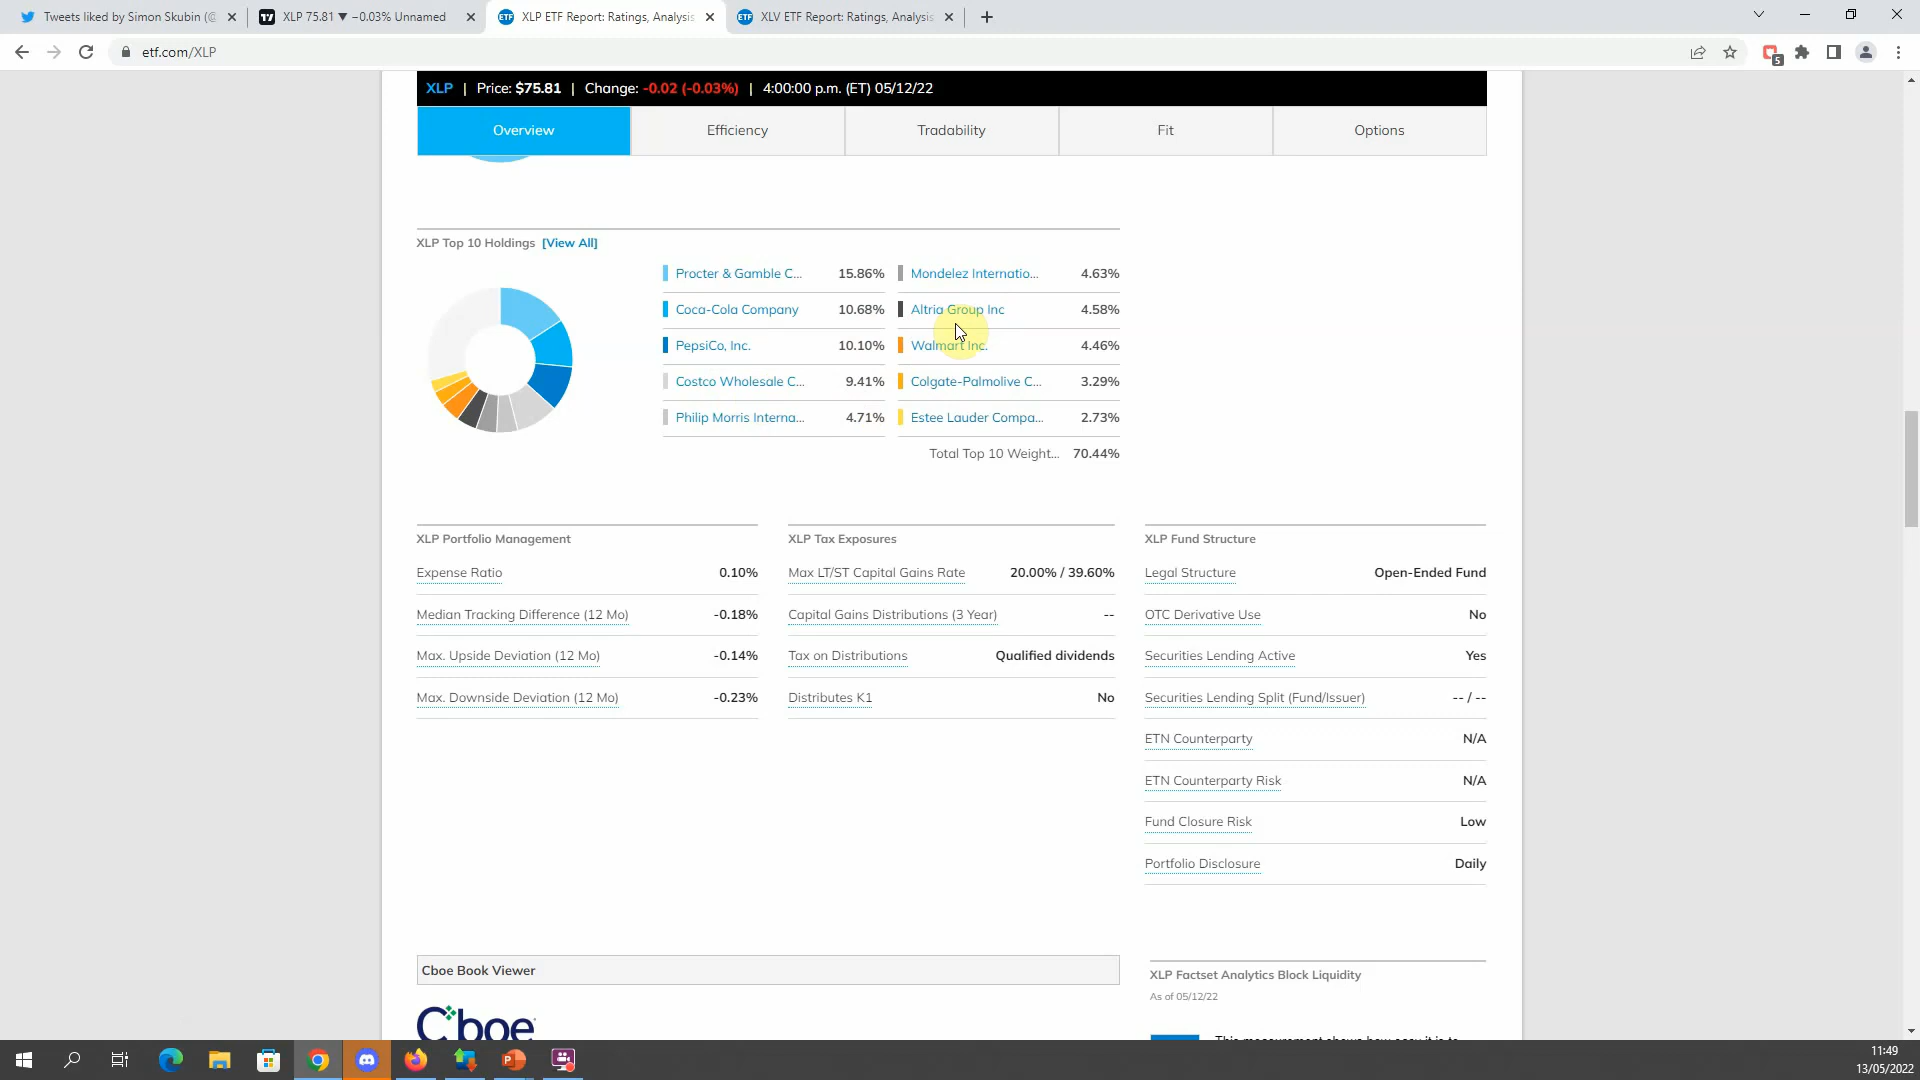 Tweets liked by Simon Skubin (@
XLP 75.81 ▼ −0.03% Unnamed
XLP ETF Report: Ratings, Analysis
XLV ETF Report: Ratings, Analysis
etf.com/XLP
5
XLP | Price: $75.81 | Change: -0.02 (-0.03%) | 4:00:00 p.m. (ET) 05/12/22
Overview Efficiency Tradability Fit Options
XLP Top 10 Holdings [View All]
Procter & Gamble C... 15.86% Mondelez Internatio... 4.63%
Coca-Cola Company 10.68% Altria Group Inc 4.58%
PepsiCo, Inc. 10.10% Walmart Inc. 4.46%
Costco Wholesale C... 9.41% Colgate-Palmolive C... 3.29%
Philip Morris Interna... 4.71% Estee Lauder Compa... 2.73%
Total Top 10 Weight... 70.44%
XLP Portfolio Management
Expense Ratio 0.10%
Median Tracking Difference (12 Mo) -0.18%
Max. Upside Deviation (12 Mo) -0.14%
Max. Downside Deviation (12 Mo) -0.23%
XLP Tax Exposures
Max LT/ST Capital Gains Rate 20.00% / 39.60%
Capital Gains Distributions (3 Year) --
Tax on Distributions Qualified dividends
Distributes K1 No
XLP Fund Structure
Legal Structure Open-Ended Fund
OTC Derivative Use No
Securities Lending Active Yes
Securities Lending Split (Fund/Issuer) -- / --
ETN Counterparty N/A
ETN Counterparty Risk N/A
Fund Closure Risk Low
Portfolio Disclosure Daily
Cboe Book Viewer
Cboe
XLP Factset Analytics Block Liquidity
As of 05/12/22
This measurement shows how easy it is to
11:49
13/05/2022